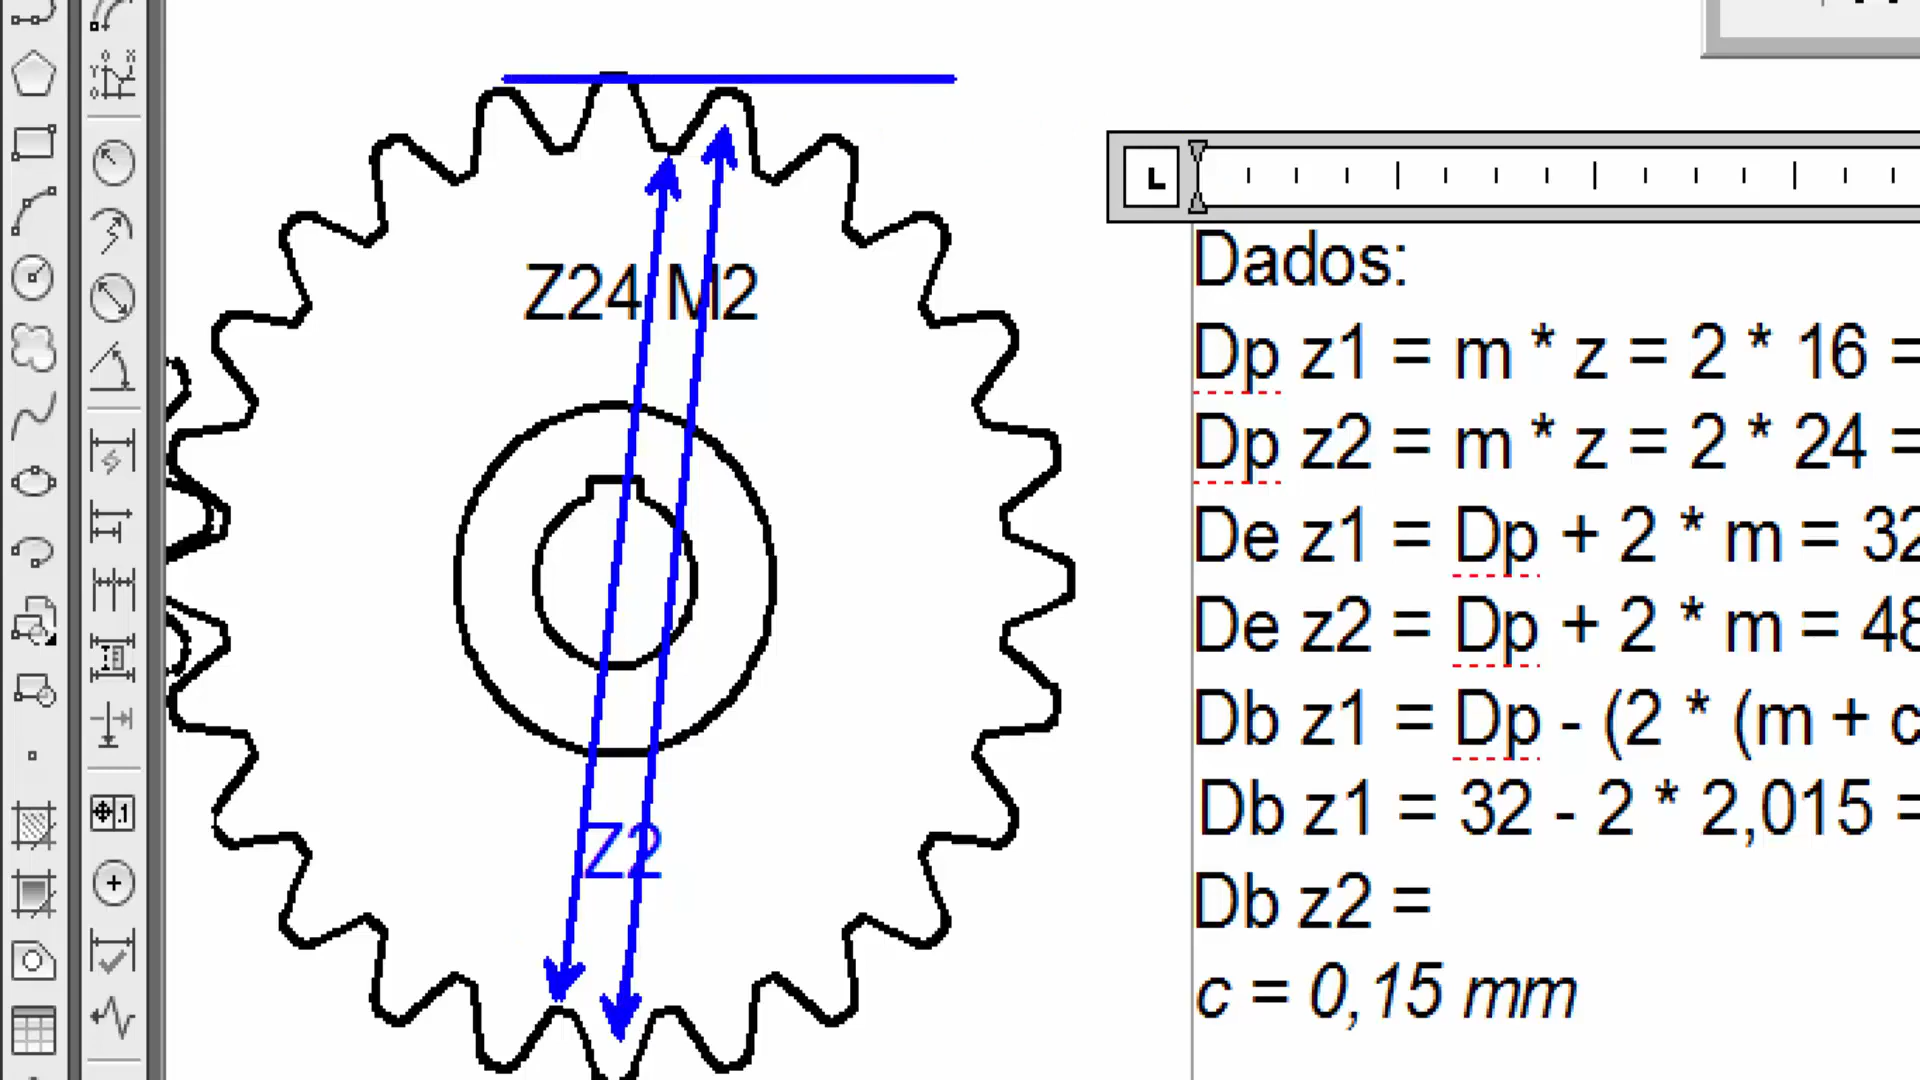 Z24 M2
Z2
L
Dados:
Dp z1 = m * z = 2 * 16 =
Dp z2 = m * z = 2 * 24 =
De z1 = Dp + 2 * m = 32
De z2 = Dp + 2 * m = 48
Db z1 = Dp - (2 * (m + c
Db z1 = 32 - 2 * 2,015 =
Db z2 =
c = 0,15 mm